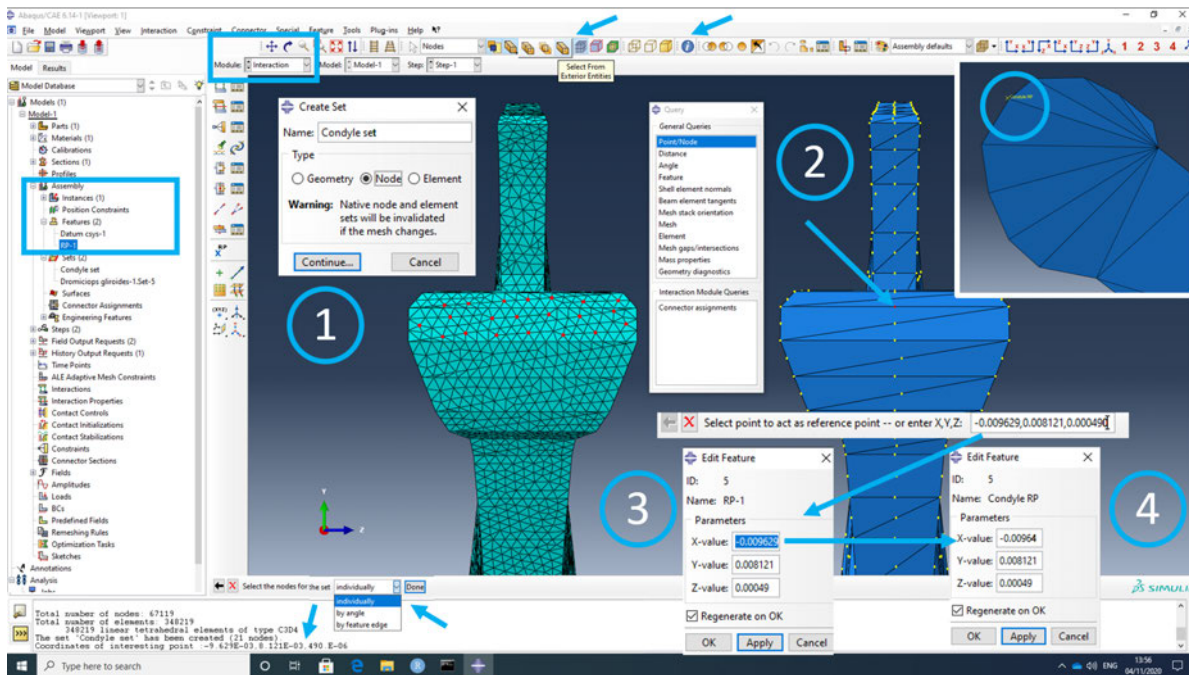 Abaqus/CAE 6.14-1 [Viewport: 1]
File Model Viewport View Interaction Constraint Connector Special Feature Tools Plug-ins Help
Nodes
Assembly defaults
1 2 3 4
Model Results
Module: Interaction Model: Model-1 Step: Step-1
Select From
Exterior Entities
Model Database
Models (1)
Model-1
Parts (1)
Materials (1)
Calibrations
Sections (1)
Profiles
Assembly
Instances (1)
Position Constraints
Features (2)
Datum csys-1
RP-1
Sets (2)
Condyle set
Dromiciops gliroides-1.Set-5
Surfaces
Connector Assignments
Engineering Features
Steps (2)
Field Output Requests (2)
History Output Requests (1)
Time Points
ALE Adaptive Mesh Constraints
Interactions
Interaction Properties
Contact Controls
Contact Initializations
Contact Stabilizations
Constraints
Connector Sections
Fields
Amplitudes
Loads
BCs
Predefined Fields
Remeshing Rules
Optimization Tasks
Sketches
Annotations
Analysis
Jobs
RP
Create Set
Name: Condyle set
Type
Geometry Node Element
Warning: Native node and element
sets will be invalidated
if the mesh changes.
Continue... Cancel
1
Query
General Queries
Point/Node
Distance
Angle
Feature
Shell element normals
Beam element tangents
Mesh stack orientation
Mesh
Element
Mesh gaps/intersections
Mass properties
Geometry diagnostics
Interaction Module Queries
Connector assignments
2
Condyle RP
Select point to act as reference point -- or enter X,Y,Z: -0.009629,0.008121,0.000490
3
Edit Feature
ID: 5
Name: RP-1
Parameters
X-value: -0.009629
Y-value: 0.008121
Z-value: 0.00049
Regenerate on OK
OK Apply Cancel
Edit Feature
ID: 5
Name: Condyle RP
Parameters
X-value: -0.00964
Y-value: 0.008121
Z-value: 0.00049
Regenerate on OK
OK Apply Cancel
4
Y
Z
Select the nodes for the set individually Done
individually
by angle
by feature edge
SIMULI
Total number of nodes: 67119
Total number of elements: 348219
348219 linear tetrahedral elements of type C3D4
The set 'Condyle set' has been created (21 nodes).
Coordinates of interesting point :-9.629E-03,8.121E-03,490.E-06
Type here to search
ENG
13:56
04/11/2020